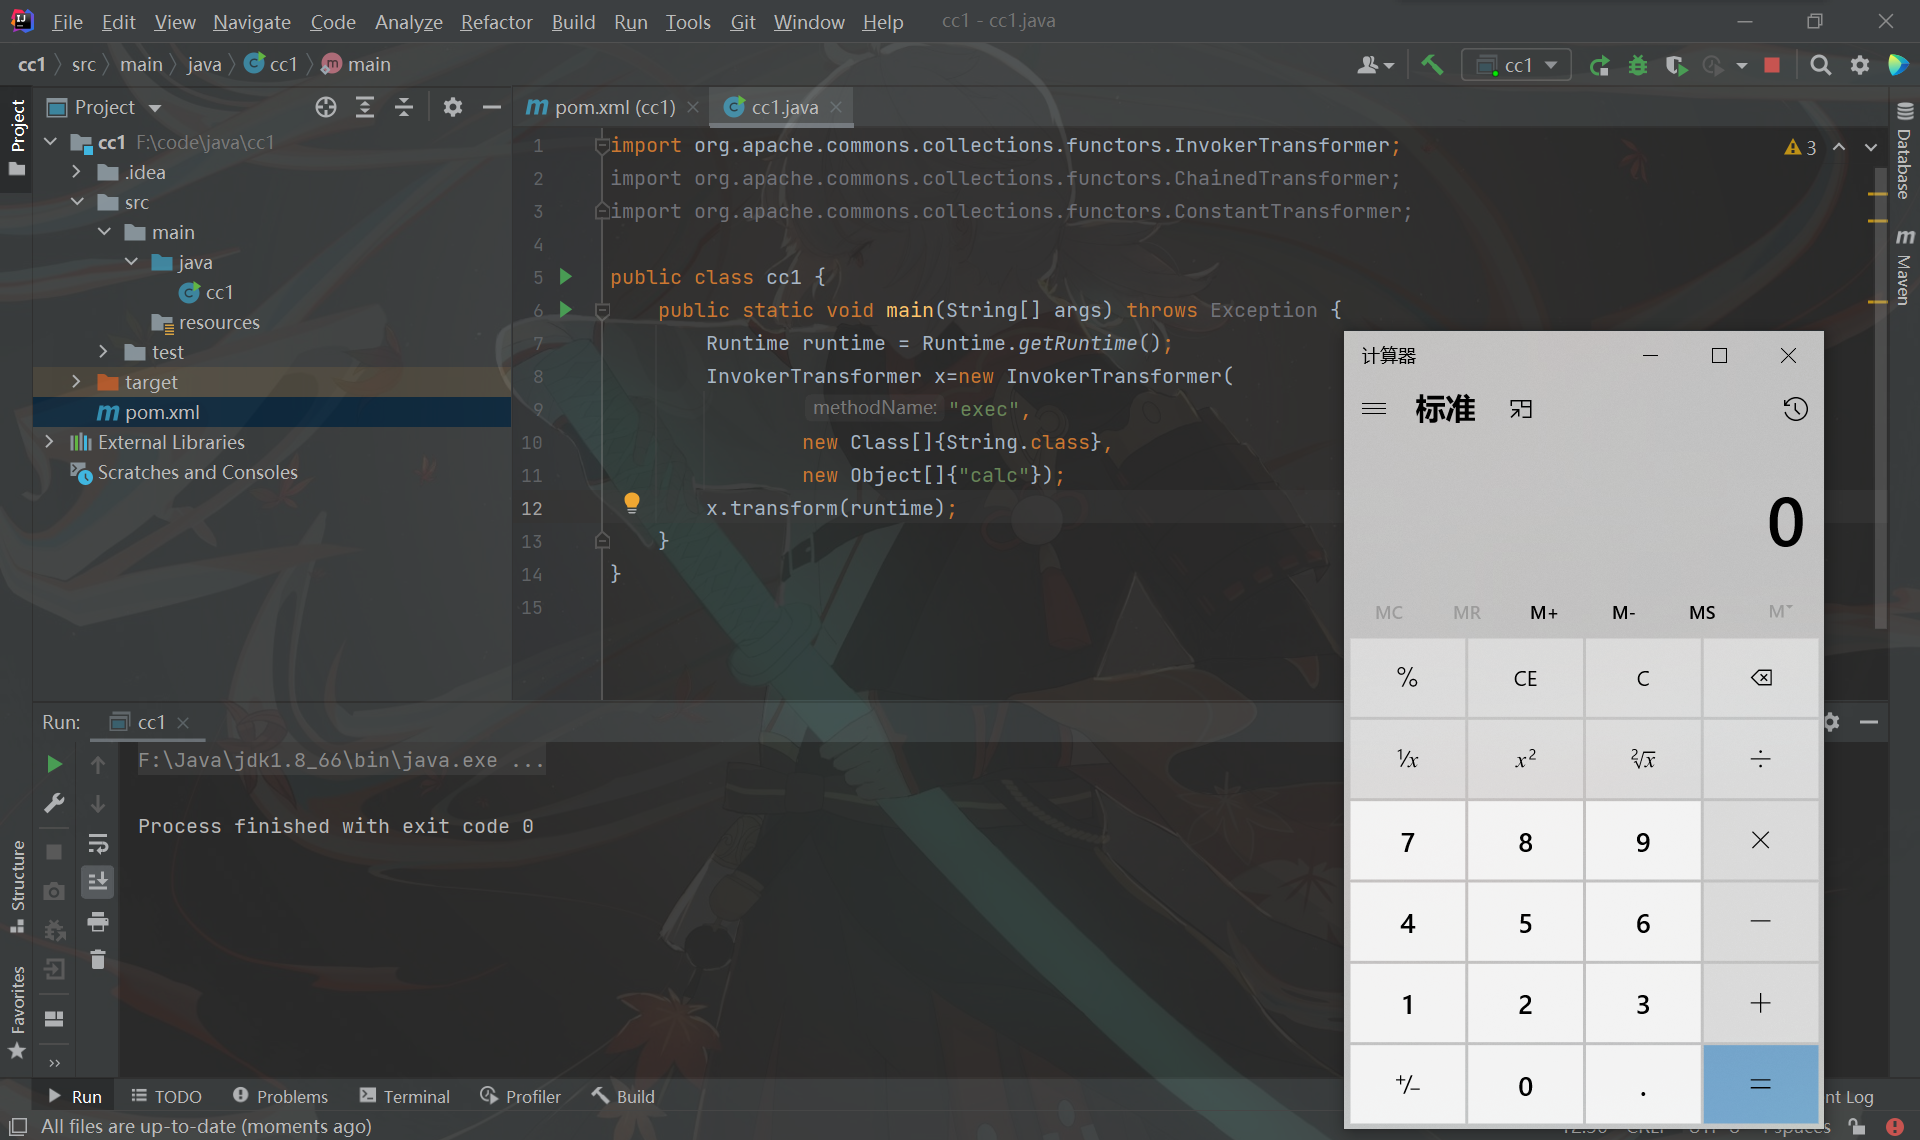 File Edit View Navigate Code Analyze Refactor Build Run Tools Git Window Help cc1 - cc1.java
cc1 src main java cc1 main
cc1
Project
Project
pom.xml (cc1)
cc1.java
cc1 F:\code\java\cc1
.idea
src
main
java
cc1
resources
test
target
pom.xml
External Libraries
Scratches and Consoles
1 import org.apache.commons.collections.functors.InvokerTransformer;
2 import org.apache.commons.collections.functors.ChainedTransformer;
3 import org.apache.commons.collections.functors.ConstantTransformer;
4
5 public class cc1 {
6 public static void main(String[] args) throws Exception {
7 Runtime runtime = Runtime.getRuntime();
8 InvokerTransformer x=new InvokerTransformer(
9 methodName: "exec",
10 new Class[]{String.class},
11 new Object[]{"calc"});
12 x.transform(runtime);
13 }
14 }
15
3
Database
Maven
计算器
标准
0
MC MR M+ M- MS M
% CE C
1/x x² ²√x ÷
7 8 9 ×
4 5 6 −
1 2 3 +
+/− 0 . =
Run: cc1
F:\Java\jdk1.8_66\bin\java.exe ...
Process finished with exit code 0
Structure
Favorites
Run TODO Problems Terminal Profiler Build
nt Log
All files are up-to-date (moments ago)